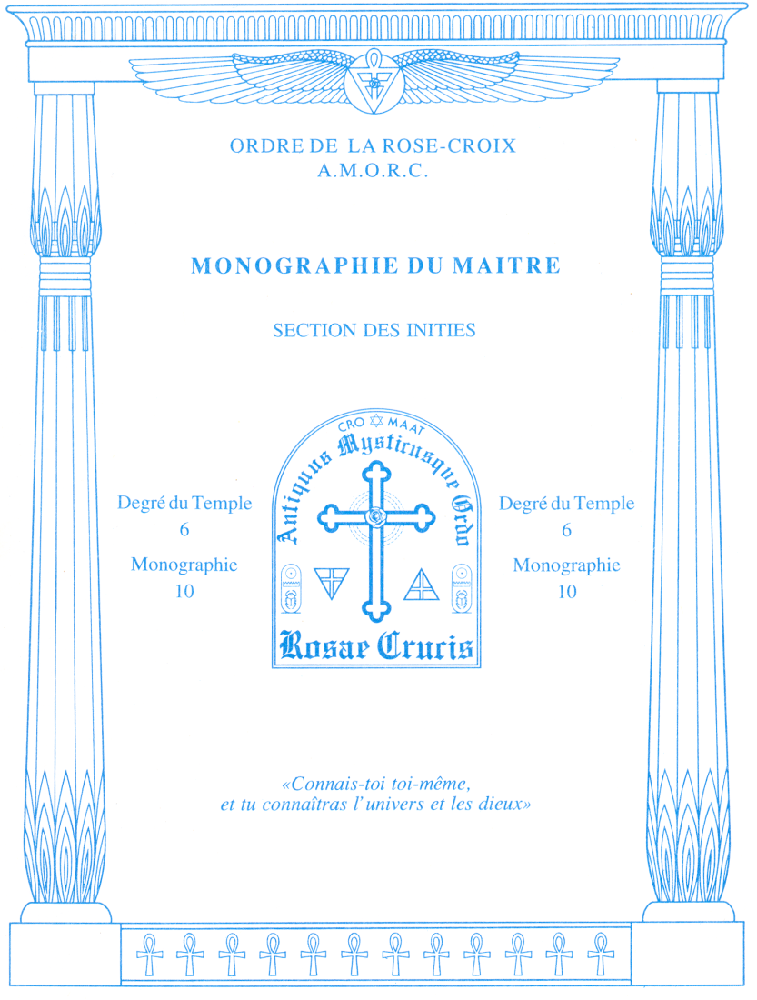 ORDRE DE LA ROSE-CROIX
A.M.O.R.C.
MONOGRAPHIE DU MAITRE
SECTION DES INITIES
CRO MAAT
Antiquus Mysticusque Ordo
Rosae Crucis
Degré du Temple
6
Monographie
10
Degré du Temple
6
Monographie
10
«Connais-toi toi-même,
et tu connaîtras l'univers et les dieux»